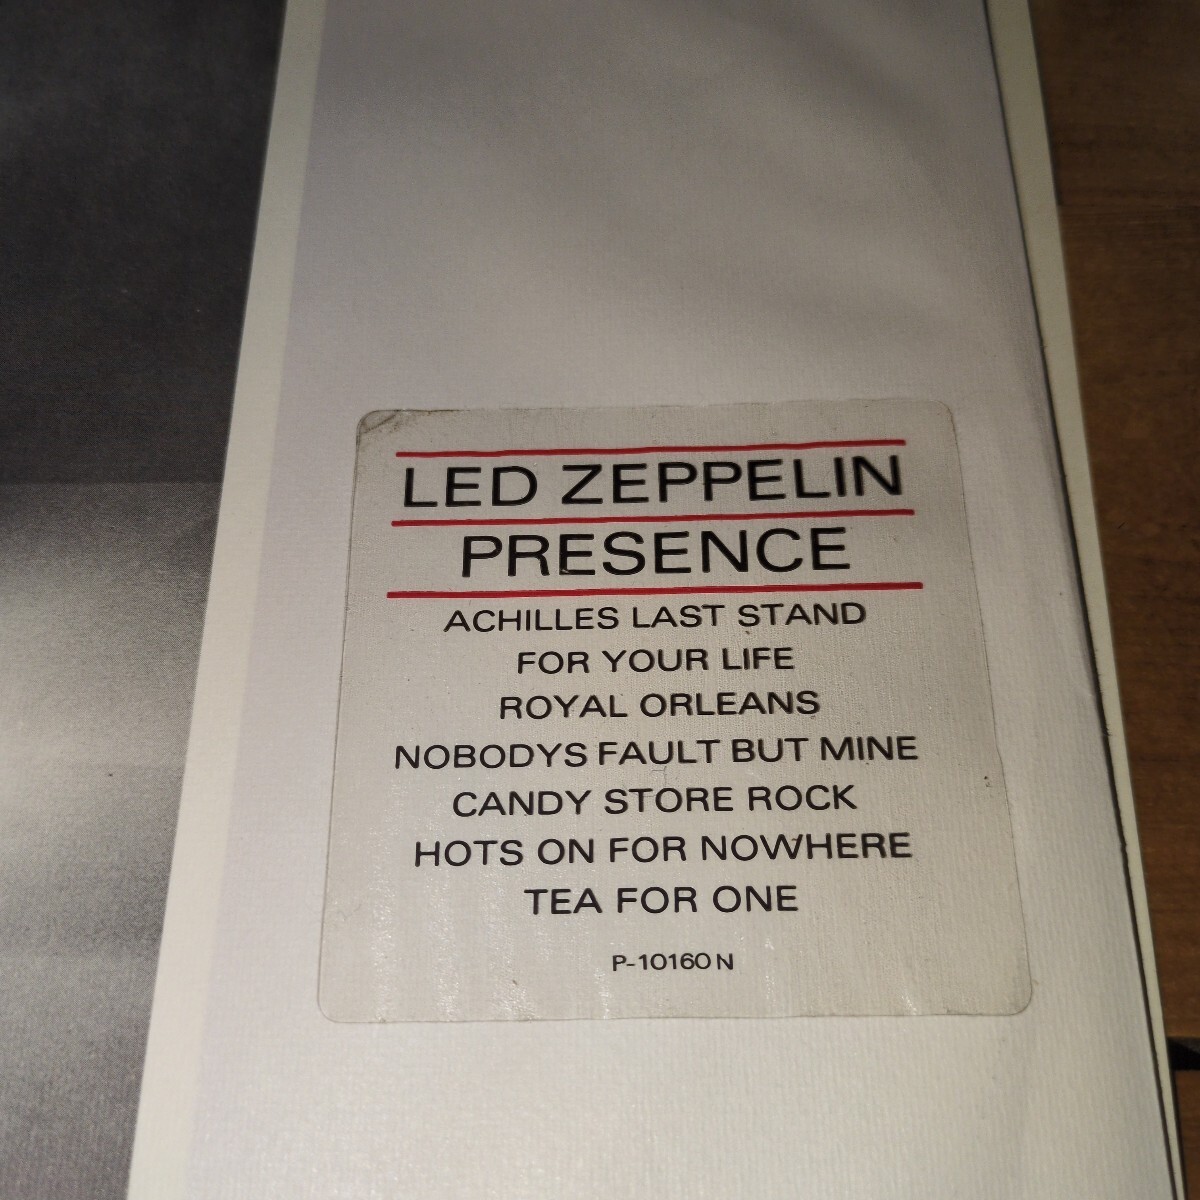 LED ZEPPELIN
PRESENCE
ACHILLES LAST STAND
FOR YOUR LIFE
ROYAL ORLEANS
NOBODYS FAULT BUT MINE
CANDY STORE ROCK
HOTS ON FOR NOWHERE
TEA FOR ONE
P-10160N